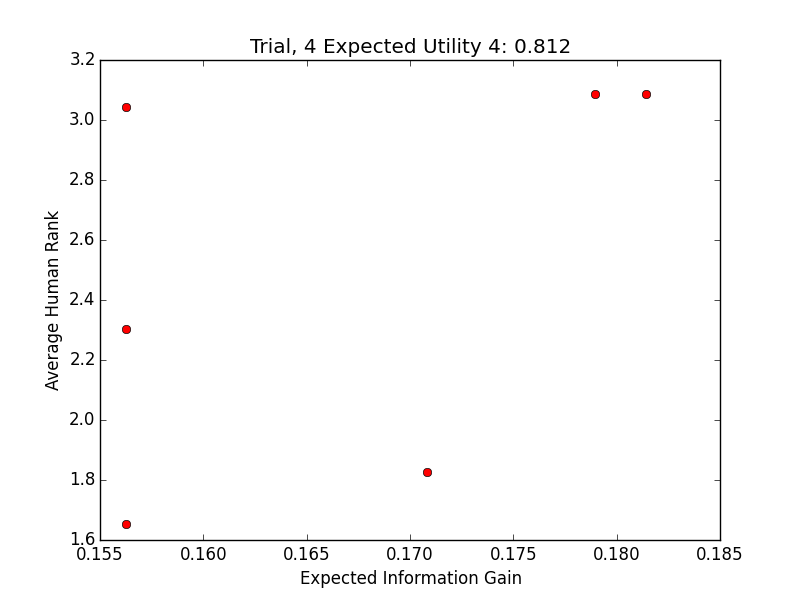 Trial, 4 Expected Utility 4: 0.812
3.2
3.0
2.8
2.6
2.4
2.2
2.0
1.8
1.6
Average Human Rank
0.155 0.160 0.165 0.170 0.175 0.180 0.185
Expected Information Gain